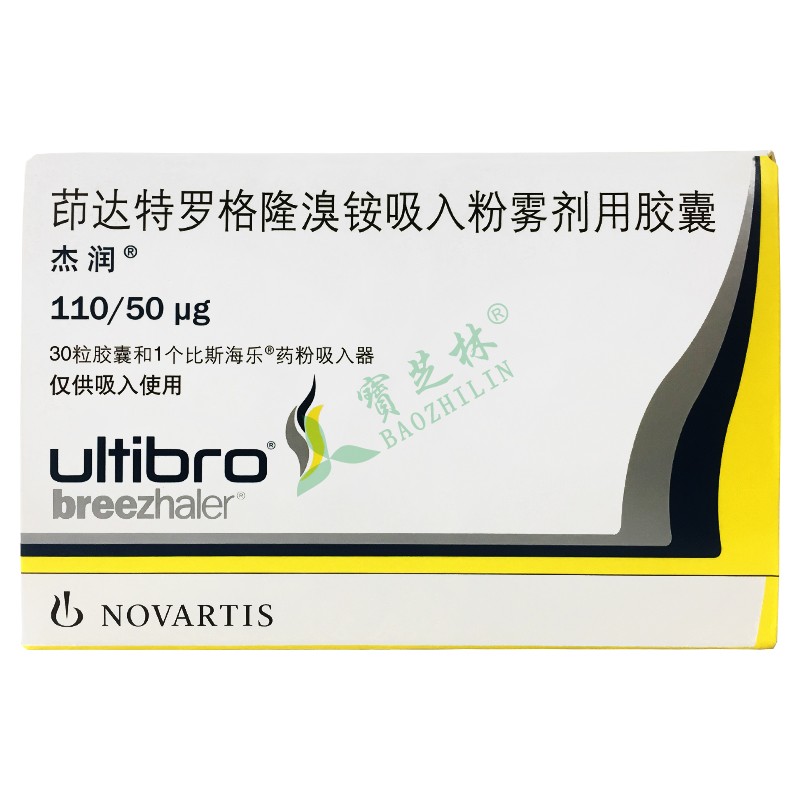 茚达特罗格隆溴铵吸入粉雾剂用胶囊
杰润®
110/50 µg
30粒胶囊和1个比斯海乐®药粉吸入器
仅供吸入使用
寶芝林®
BAOZHILIN
ultibro®
breezhaler®
NOVARTIS